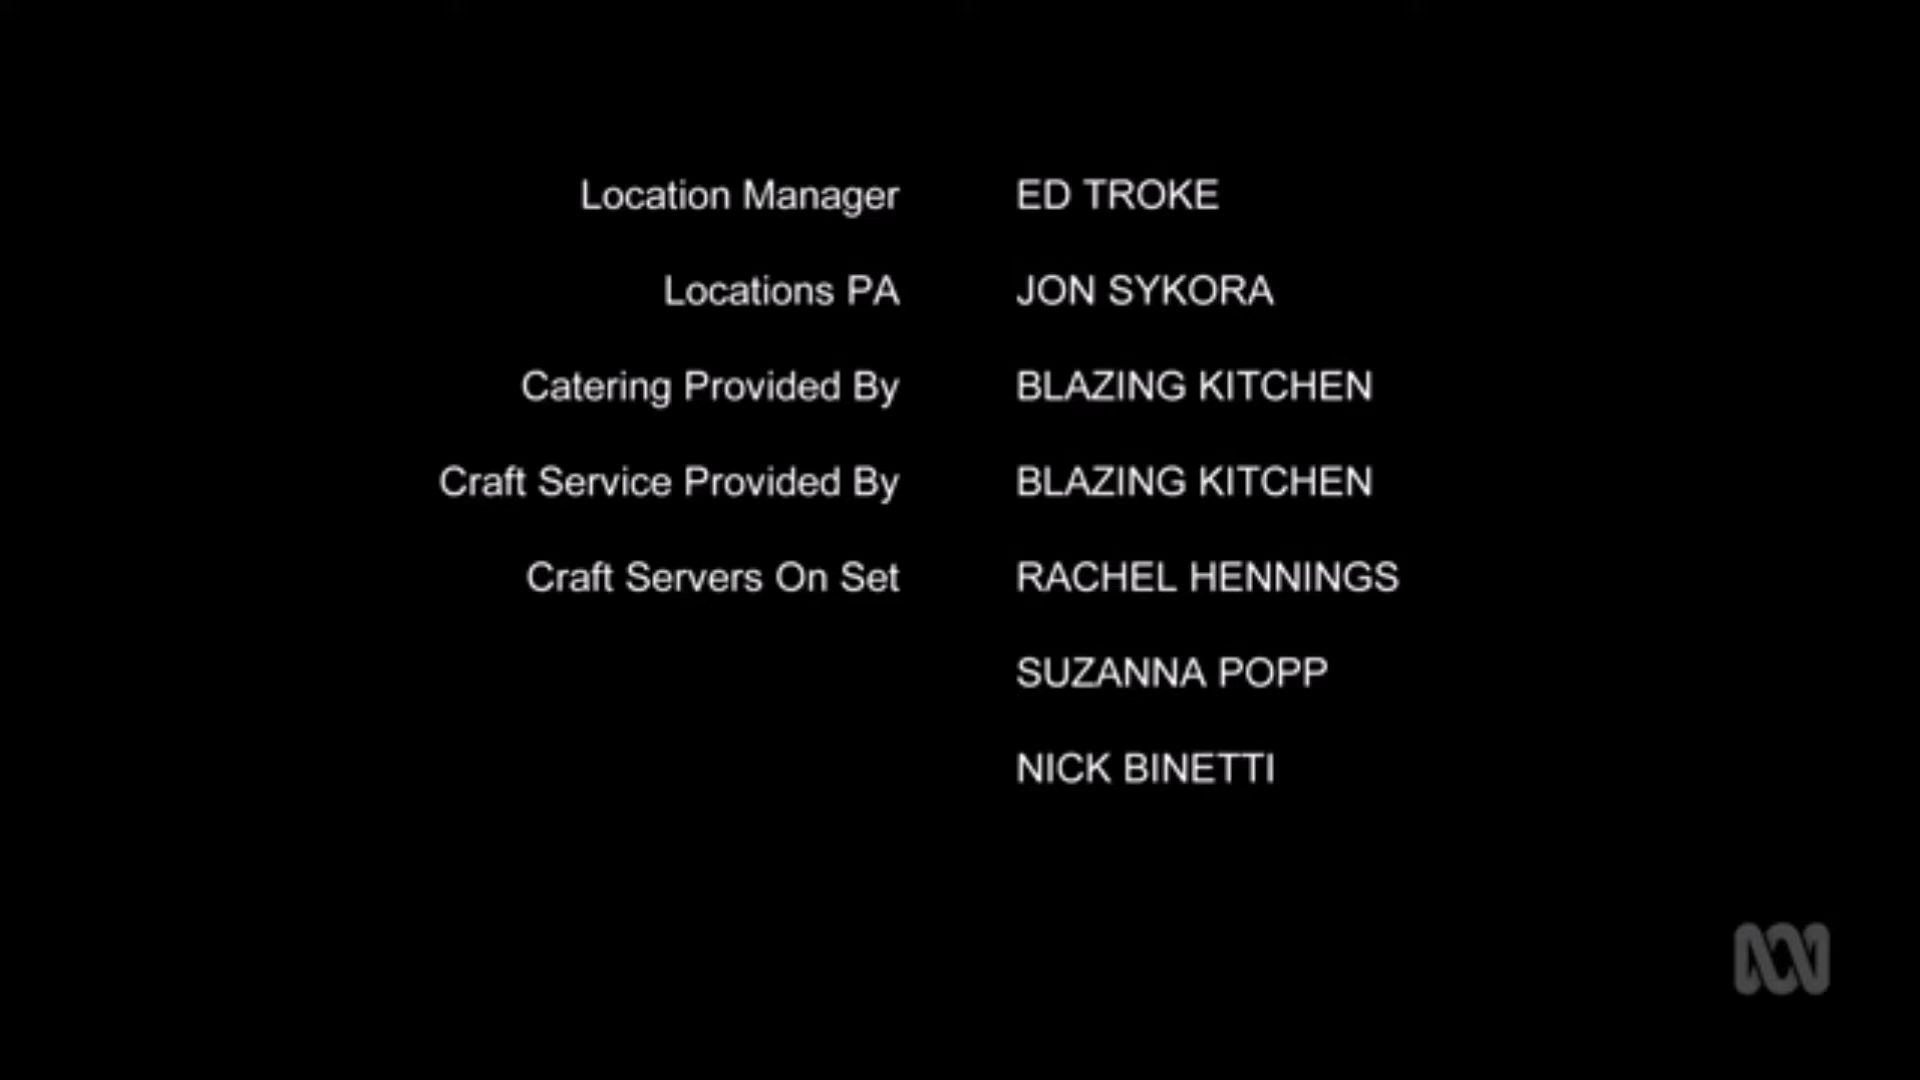 Location Manager ED TROKE
Locations PA JON SYKORA
Catering Provided By BLAZING KITCHEN
Craft Service Provided By BLAZING KITCHEN
Craft Servers On Set RACHEL HENNINGS
SUZANNA POPP
NICK BINETTI